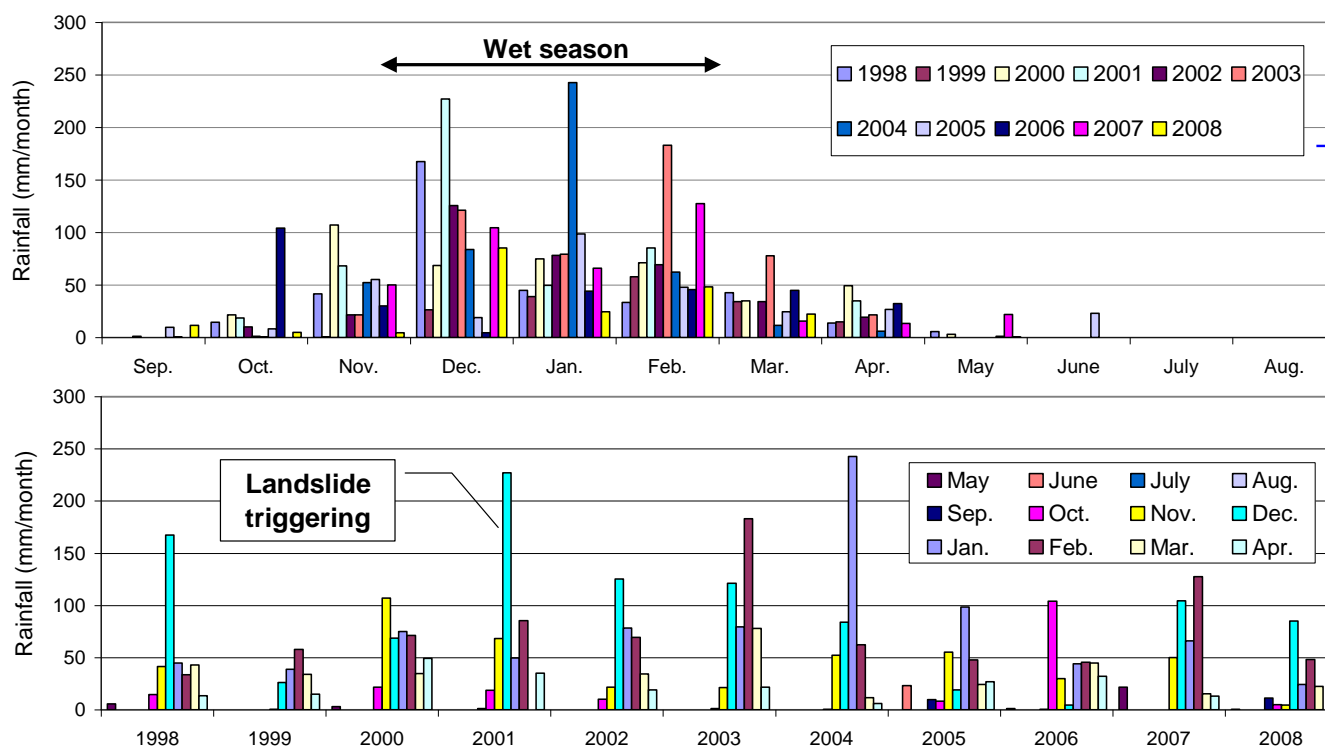 Rainfall (mm/month)
300
250
200
150
100
50
0
Wet season
1998 1999 2000 2001 2002 2003
2004 2005 2006 2007 2008
Sep. Oct. Nov. Dec. Jan. Feb. Mar. Apr. May June July Aug.
Rainfall (mm/month)
300
250
200
150
100
50
0
Landslide
triggering
May June July Aug.
Sep. Oct. Nov. Dec.
Jan. Feb. Mar. Apr.
1998 1999 2000 2001 2002 2003 2004 2005 2006 2007 2008